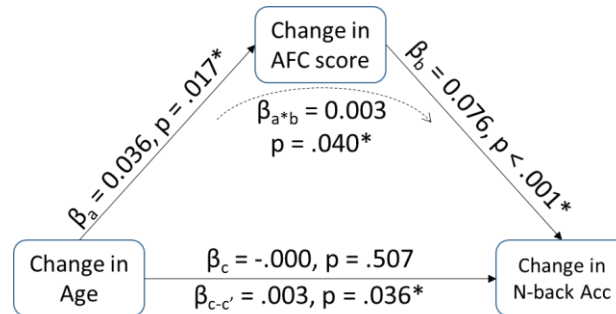 Change in
AFC score
βa = 0.036, p = .017*
βb = 0.076, p < .001*
βa*b = 0.003
p = .040*
Change in
Age
βc = -.000, p = .507
βc-c′ = .003, p = .036*
Change in
N-back Acc